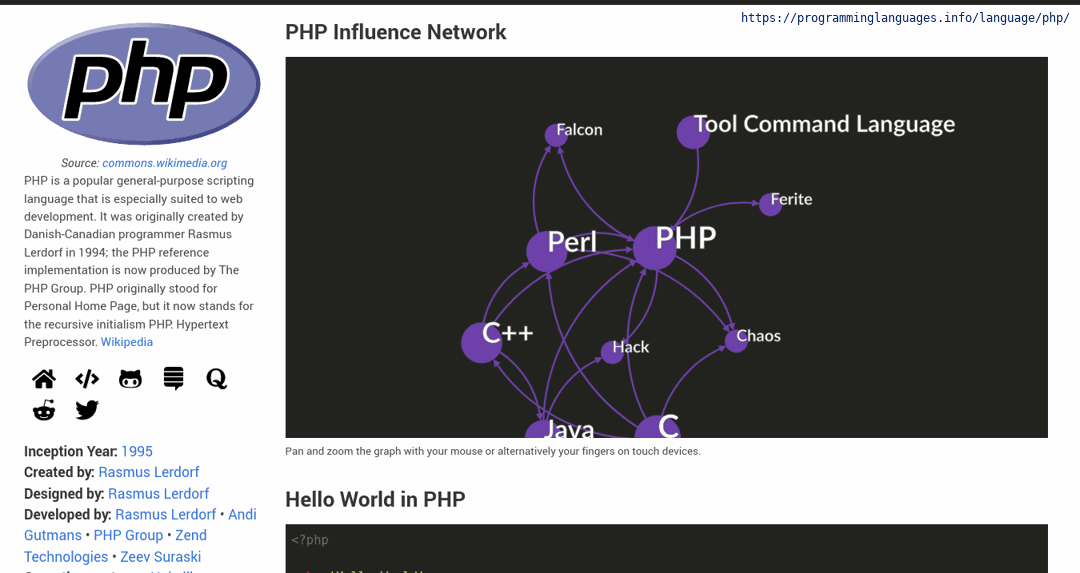 https://programminglanguages.info/language/php/
php
Source: commons.wikimedia.org
PHP is a popular general-purpose scripting
language that is especially suited to web
development. It was originally created by
Danish-Canadian programmer Rasmus
Lerdorf in 1994; the PHP reference
implementation is now produced by The
PHP Group. PHP originally stood for
Personal Home Page, but it now stands for
the recursive initialism PHP: Hypertext
Preprocessor. Wikipedia
Inception Year: 1995
Created by: Rasmus Lerdorf
Designed by: Rasmus Lerdorf
Developed by: Rasmus Lerdorf • Andi
Gutmans • PHP Group • Zend
Technologies • Zeev Suraski
PHP Influence Network
Falcon
Tool Command Language
Ferite
Perl
PHP
C++
Hack
Chaos
Java
C
Pan and zoom the graph with your mouse or alternatively your fingers on touch devices.
Hello World in PHP
<?php